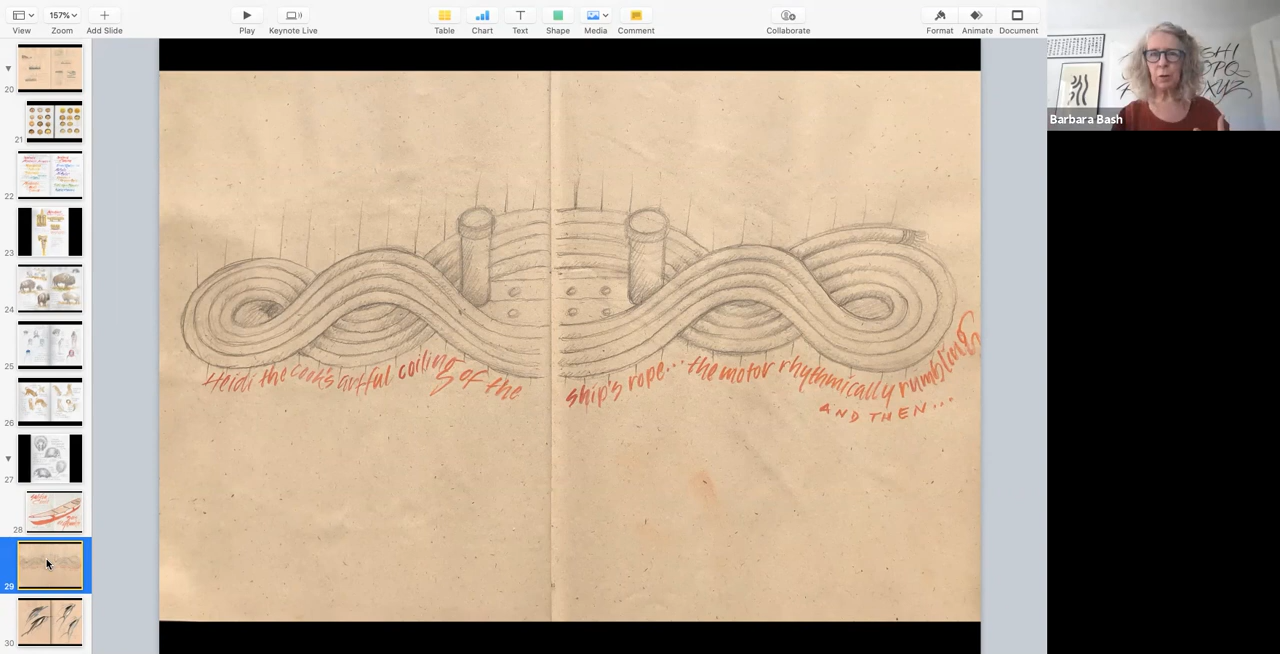 View
157%
Zoom
Add Slide
Play
Keynote Live
Table
Chart
Text
Shape
Media
Comment
Collaborate
Format
Animate
Document
20
21
22
23
24
25
26
27
28
29
30
Heidi the cook's artful coiling of the ship's rope... the motor rhythmically rumbling
AND THEN...
Barbara Bash